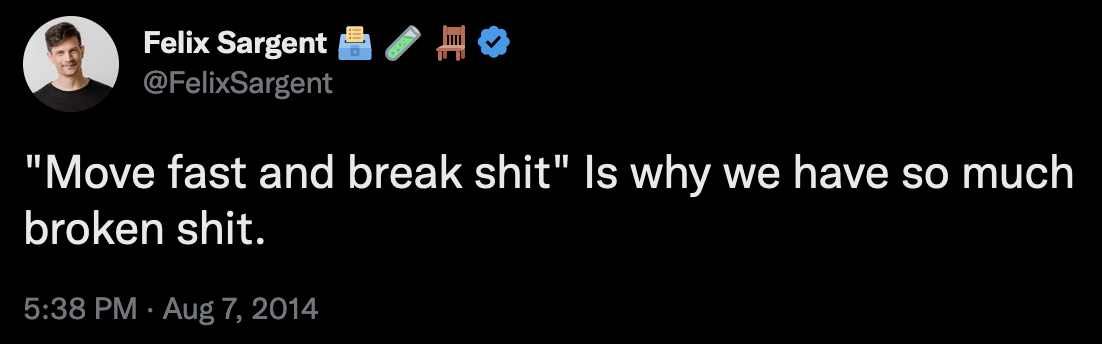 Felix Sargent 🗳️ 🧪 🪑
@FelixSargent
"Move fast and break shit" Is why we have so much
broken shit.
5:38 PM · Aug 7, 2014